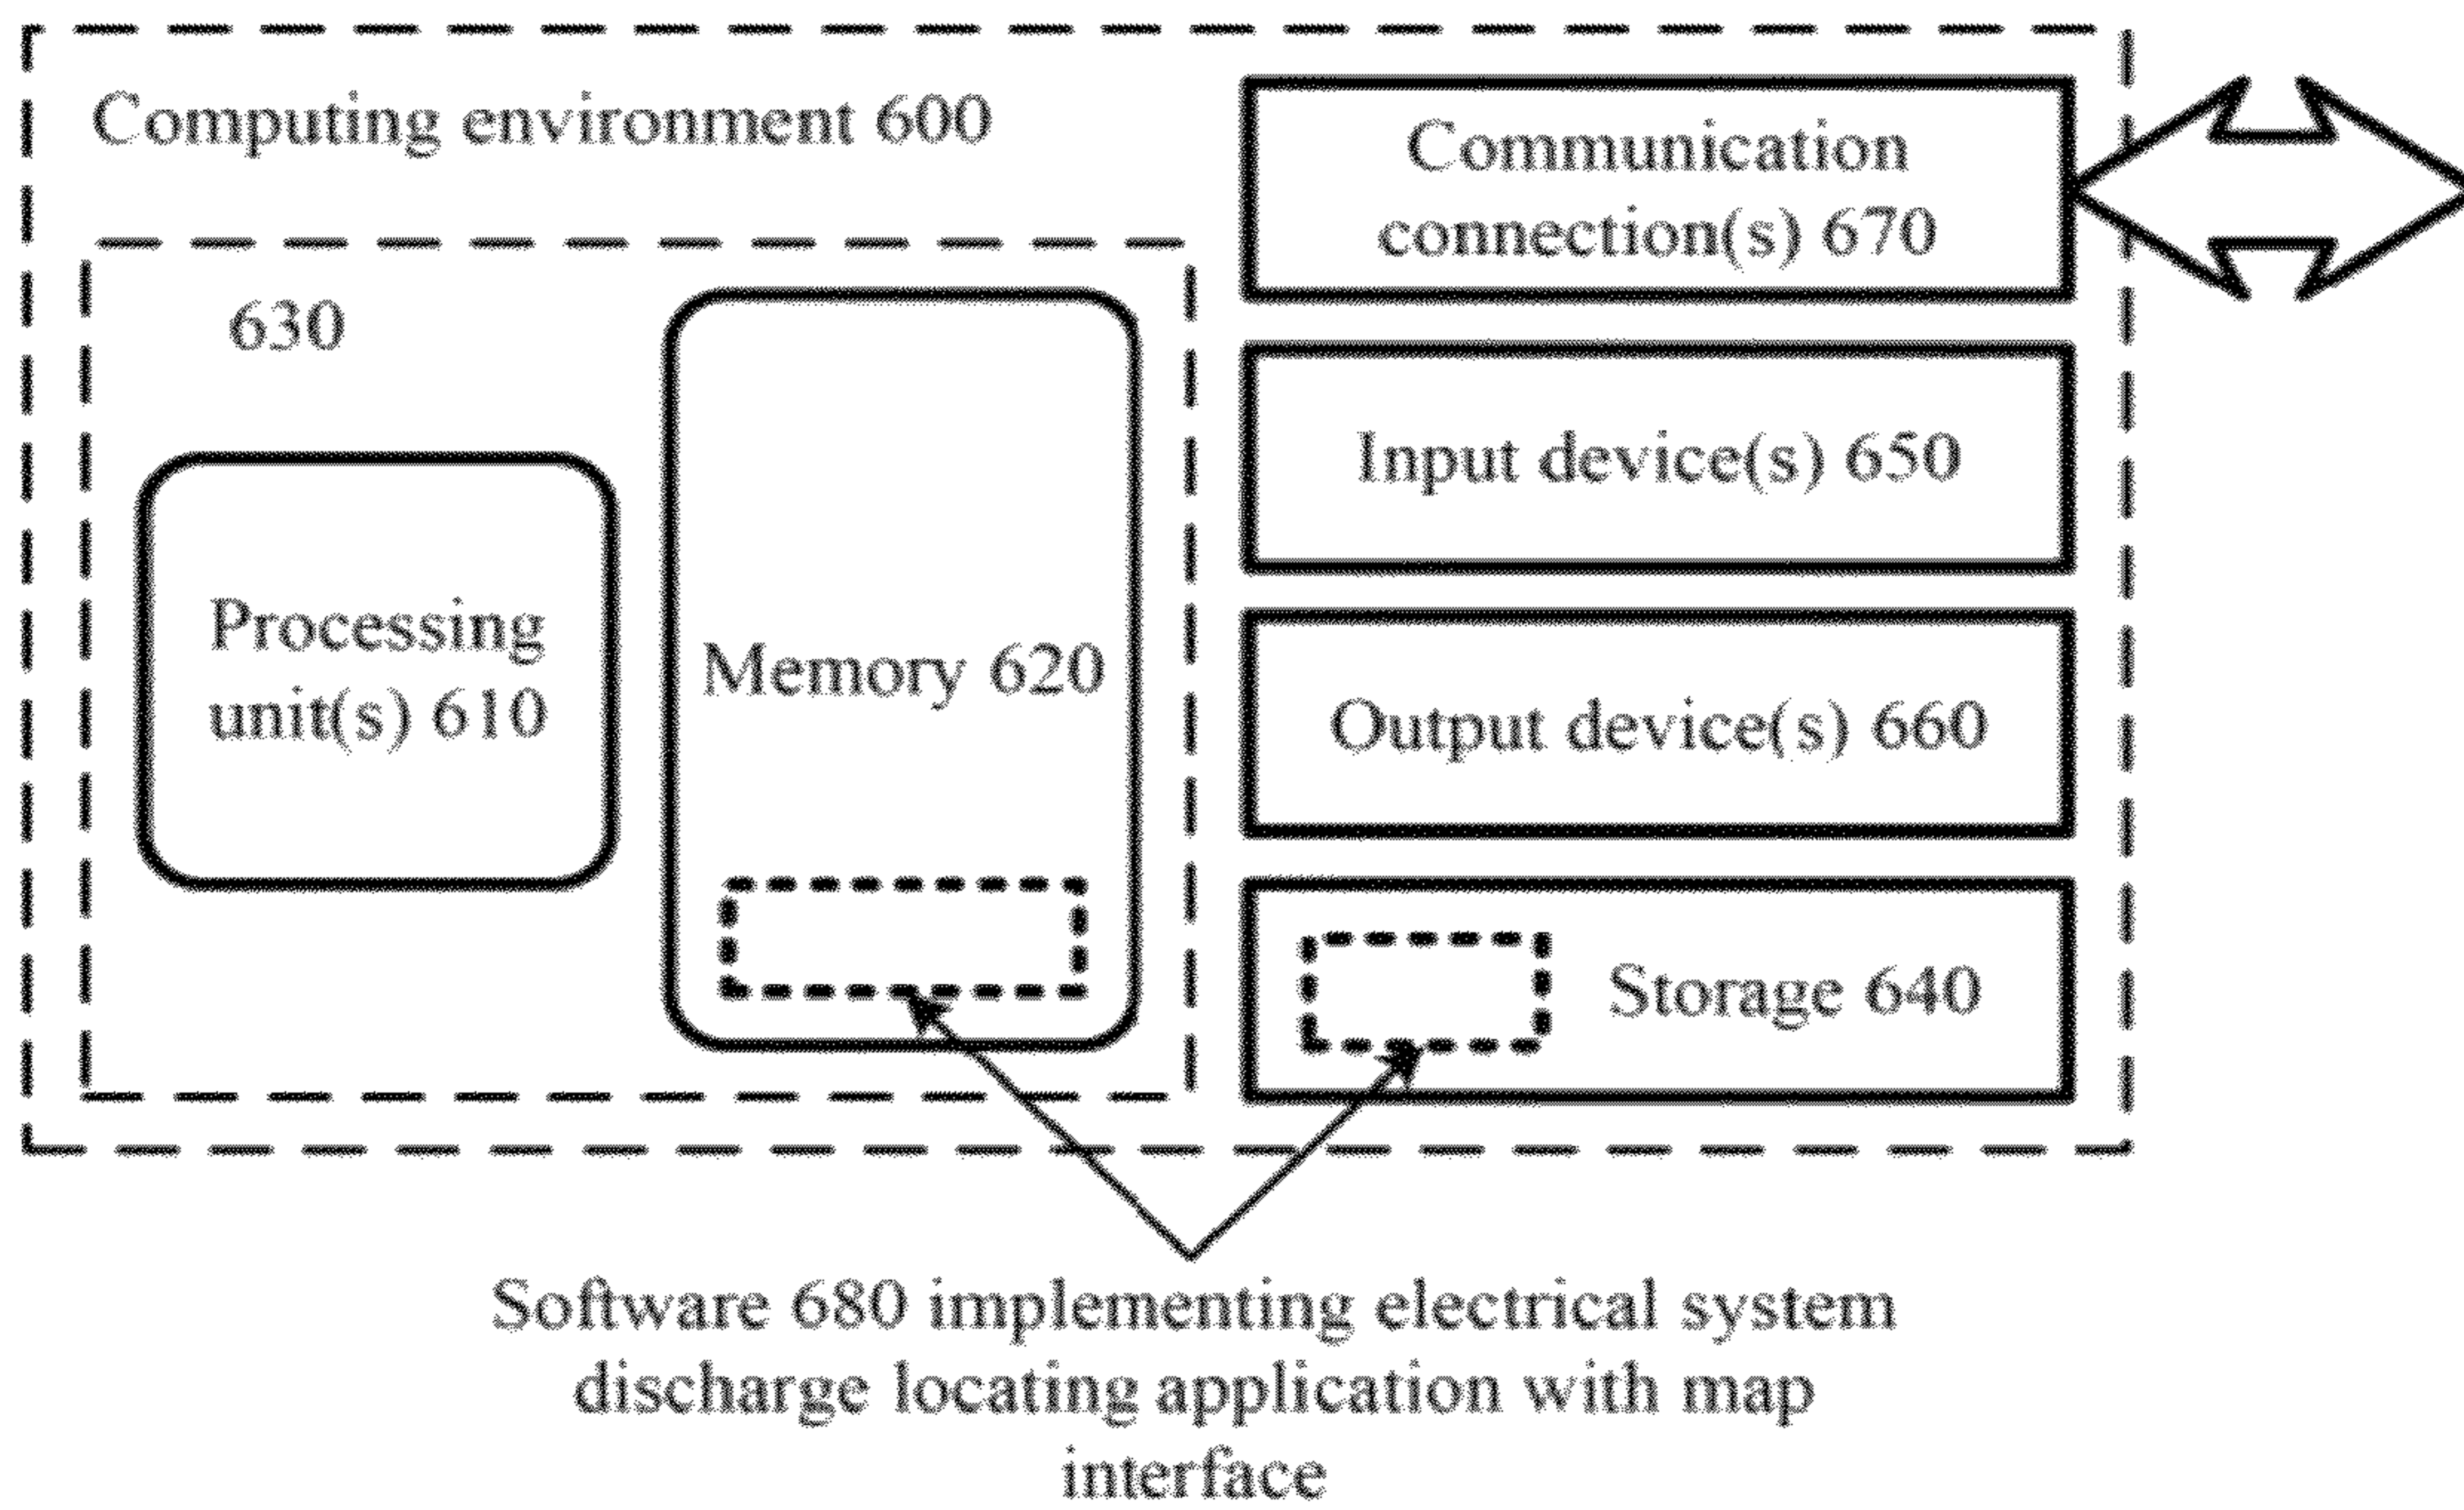 Computing environment 600
630
Processing
unit(s) 610
Memory 620
Communication
connection(s) 670
Input device(s) 650
Output device(s) 660
Storage 640
Software 680 implementing electrical system
discharge locating application with map
interface